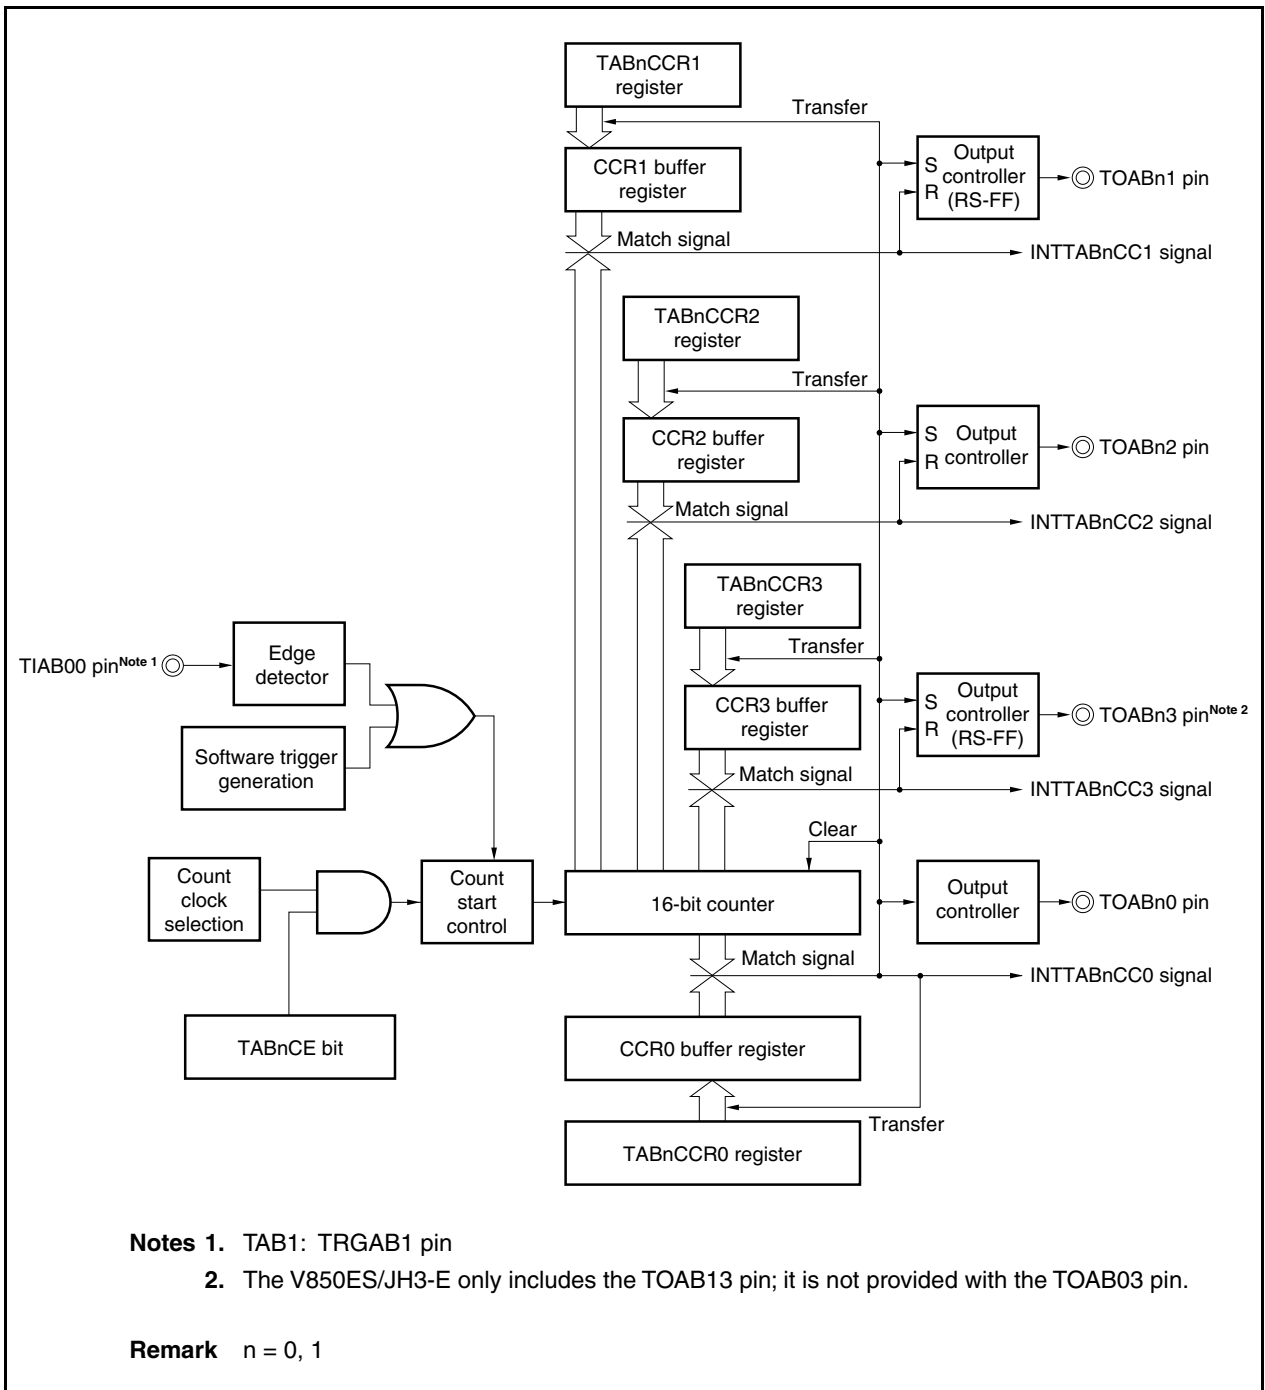 TABnCCR1
register
Transfer
CCR1 buffer
register
S
R
Output
controller
(RS-FF)
TOABn1 pin
Match signal
INTTABnCC1 signal
TABnCCR2
register
Transfer
CCR2 buffer
register
S Output
R controller
TOABn2 pin
Match signal
INTTABnCC2 signal
TABnCCR3
register
Transfer
TIAB00 pin Note 1
Edge
detector
CCR3 buffer
register
S
R
Output
controller
(RS-FF)
TOABn3 pin Note 2
Software trigger
generation
Match signal
INTTABnCC3 signal
Clear
Count
clock
selection
Count
start
control
16-bit counter
Output
controller
TOABn0 pin
Match signal
INTTABnCC0 signal
TABnCE bit
CCR0 buffer register
Transfer
TABnCCR0 register
Notes 1. TAB1: TRGAB1 pin
2. The V850ES/JH3-E only includes the TOAB13 pin; it is not provided with the TOAB03 pin.
Remark n = 0, 1